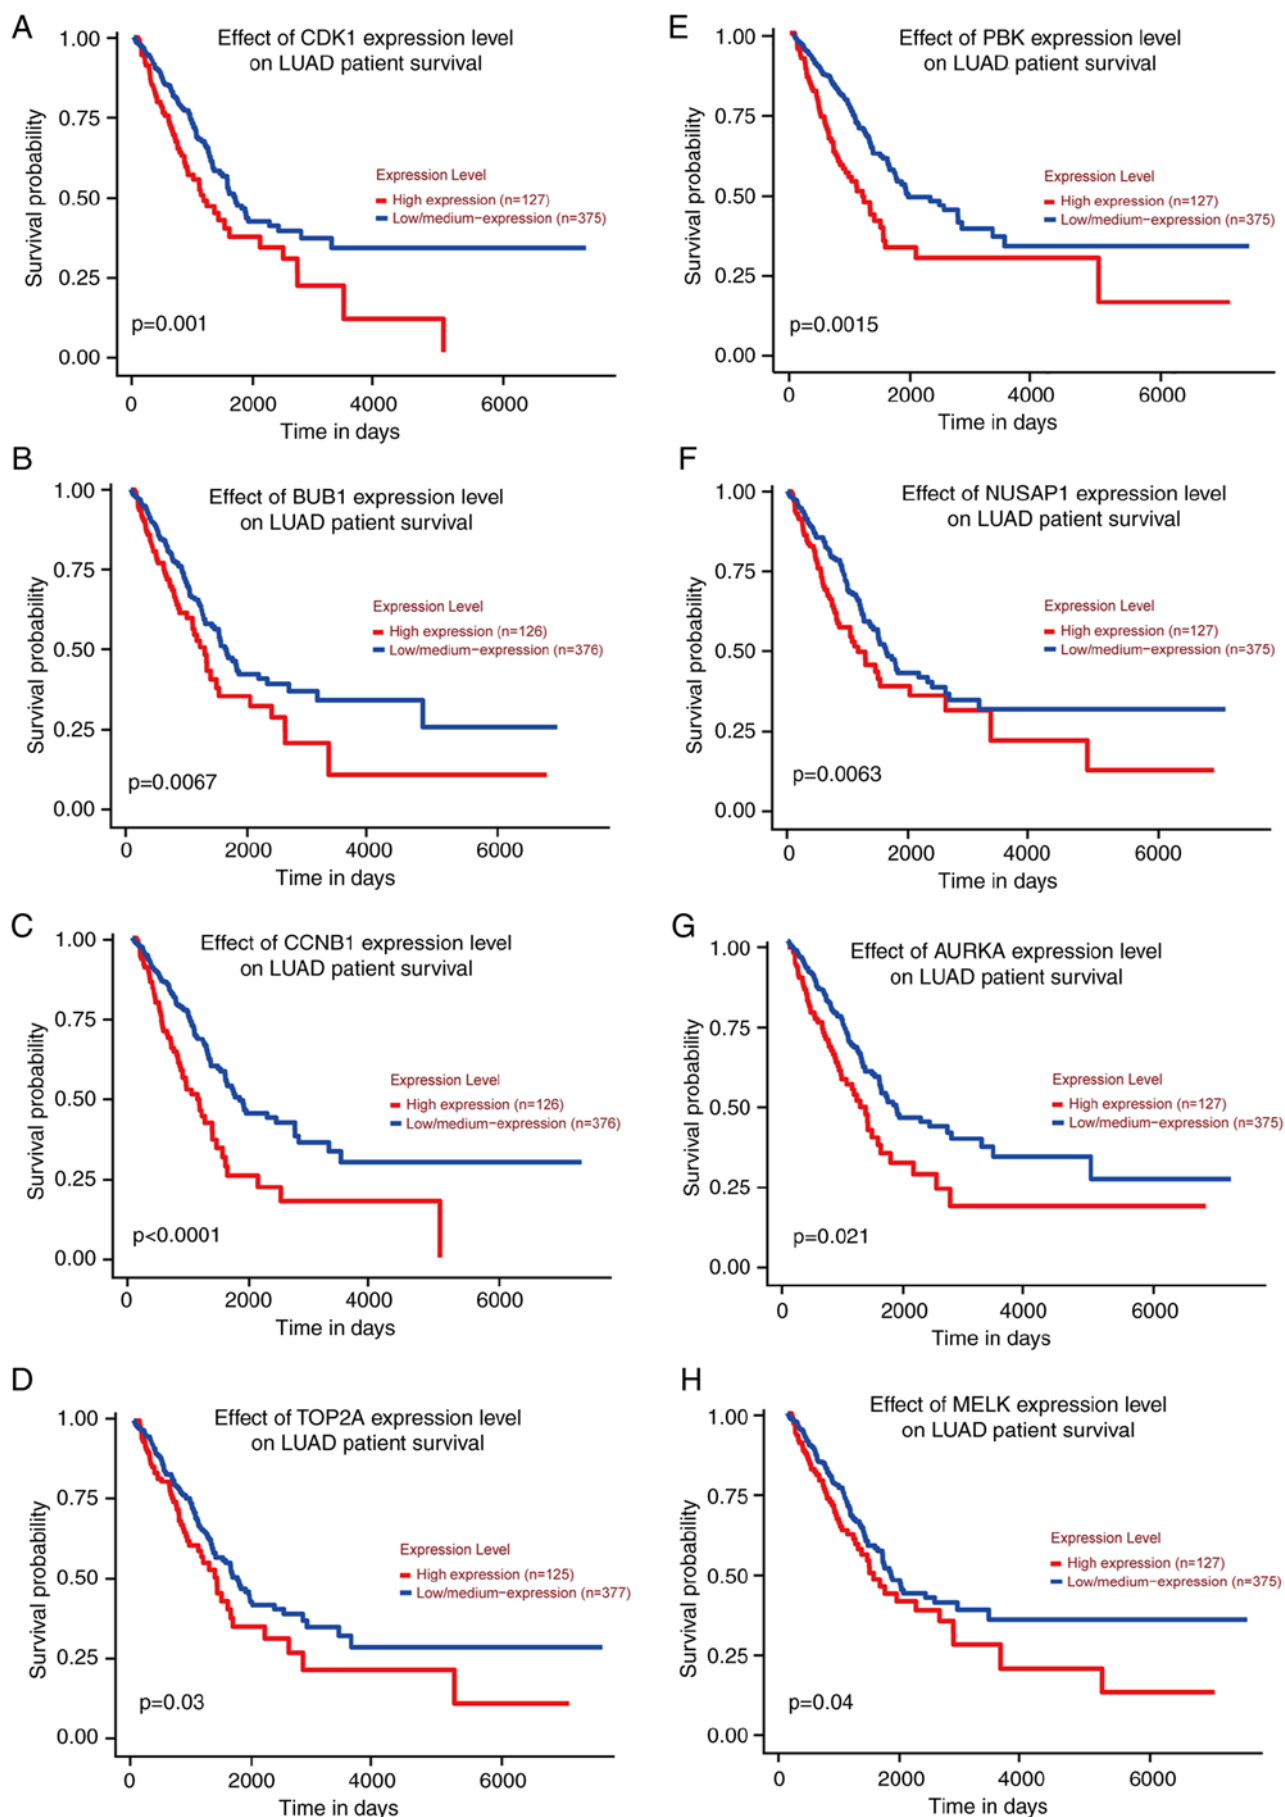 A
Effect of CDK1 expression level
on LUAD patient survival
1.00
0.75
0.50
0.25
0.00
Survival probability
Expression Level
High expression (n=127)
Low/medium−expression (n=375)
p=0.001
0 2000 4000 6000
Time in days
B
Effect of BUB1 expression level
on LUAD patient survival
1.00
0.75
0.50
0.25
0.00
Survival probability
Expression Level
High expression (n=126)
Low/medium−expression (n=376)
p=0.0067
0 2000 4000 6000
Time in days
C
Effect of CCNB1 expression level
on LUAD patient survival
1.00
0.75
0.50
0.25
0.00
Survival probability
Expression Level
High expression (n=126)
Low/medium−expression (n=376)
p<0.0001
0 2000 4000 6000
Time in days
D
Effect of TOP2A expression level
on LUAD patient survival
1.00
0.75
0.50
0.25
0.00
Survival probability
Expression Level
High expression (n=125)
Low/medium−expression (n=377)
p=0.03
0 2000 4000 6000
Time in days
E
Effect of PBK expression level
on LUAD patient survival
1.00
0.75
0.50
0.25
0.00
Survival probability
Expression Level
High expression (n=127)
Low/medium−expression (n=375)
p=0.0015
0 2000 4000 6000
Time in days
F
Effect of NUSAP1 expression level
on LUAD patient survival
1.00
0.75
0.50
0.25
0.00
Survival probability
Expression Level
High expression (n=127)
Low/medium−expression (n=375)
p=0.0063
0 2000 4000 6000
Time in days
G
Effect of AURKA expression level
on LUAD patient survival
1.00
0.75
0.50
0.25
0.00
Survival probability
Expression Level
High expression (n=127)
Low/medium−expression (n=375)
p=0.021
0 2000 4000 6000
Time in days
H
Effect of MELK expression level
on LUAD patient survival
1.00
0.75
0.50
0.25
0.00
Survival probability
Expression Level
High expression (n=127)
Low/medium−expression (n=375)
p=0.04
0 2000 4000 6000
Time in days